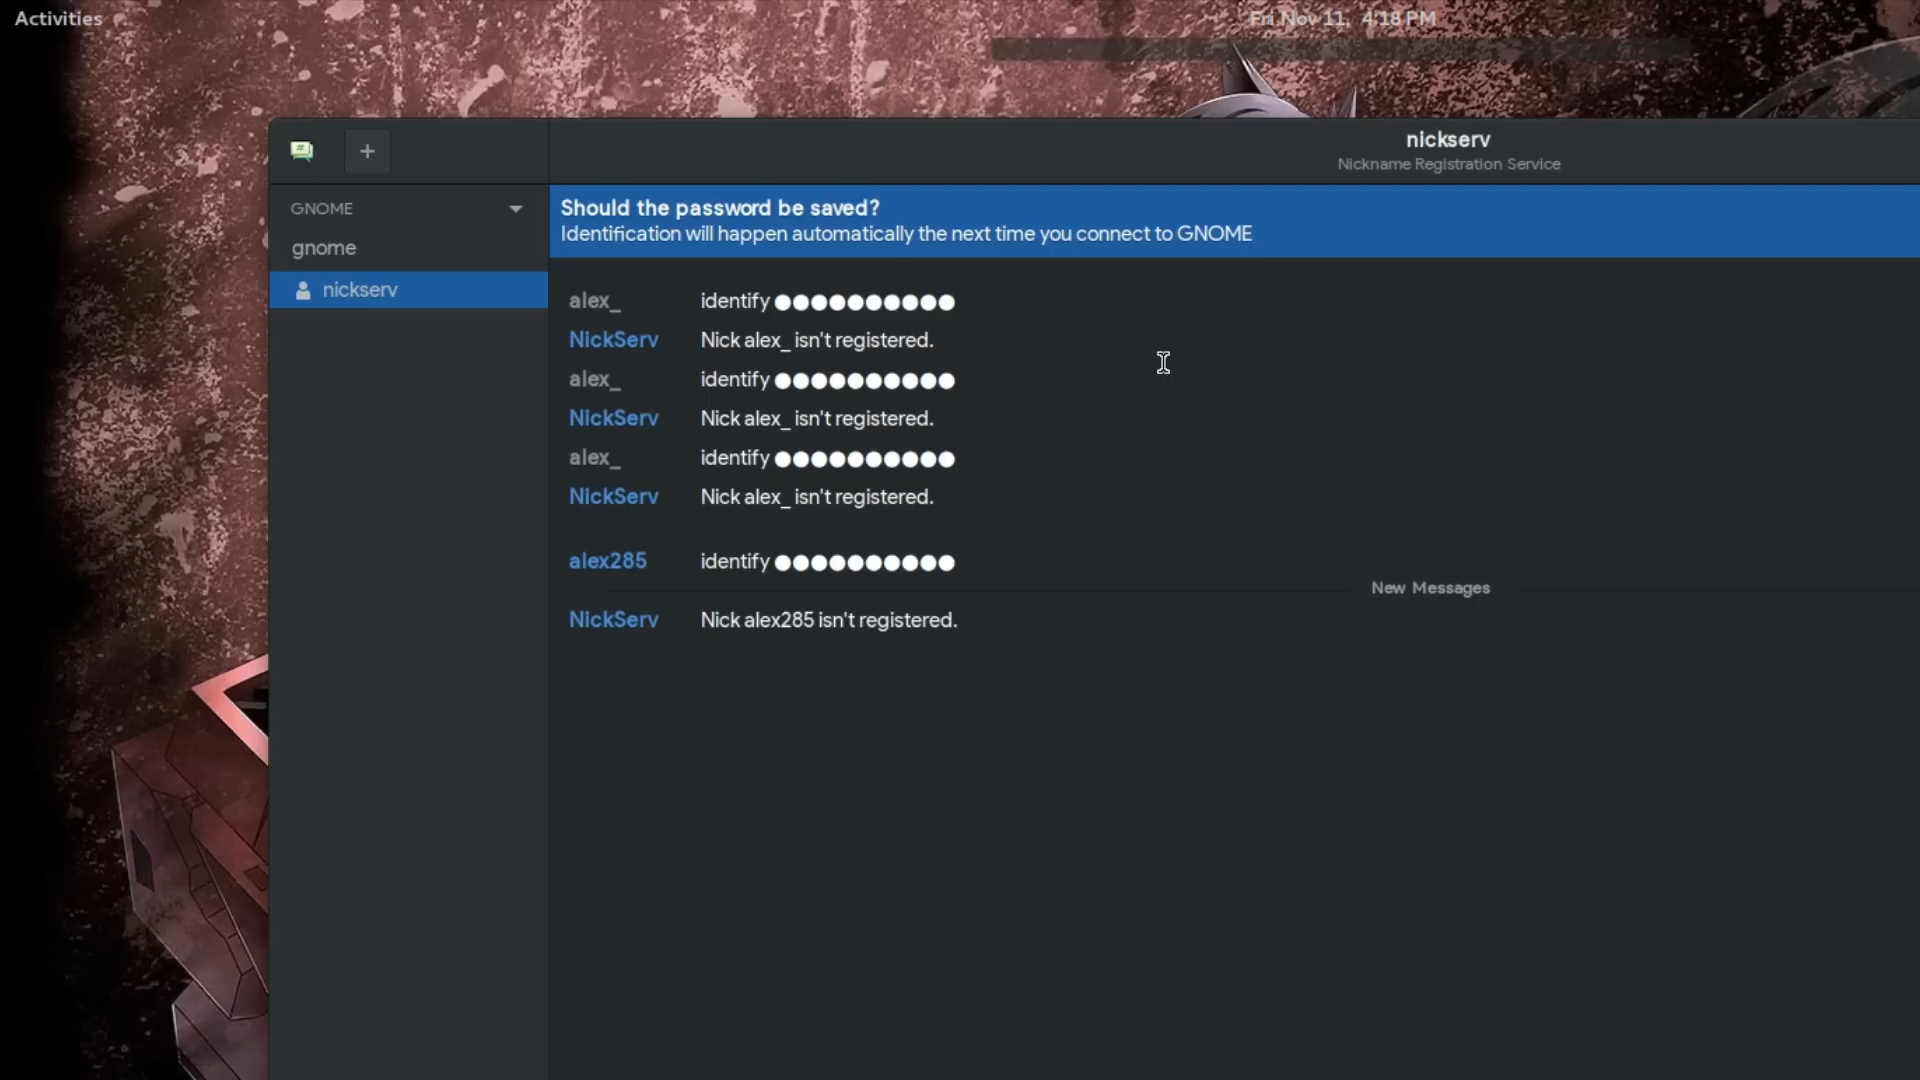 Activities
Fri Nov 11, 4:18 PM
nickserv
Nickname Registration Service
GNOME
gnome
nickserv
Should the password be saved?
Identification will happen automatically the next time you connect to GNOME
alex_ identify ●●●●●●●●●●
NickServ Nick alex_ isn't registered.
alex_ identify ●●●●●●●●●●
NickServ Nick alex_ isn't registered.
alex_ identify ●●●●●●●●●●
NickServ Nick alex_ isn't registered.
alex285 identify ●●●●●●●●●●
New Messages
NickServ Nick alex285 isn't registered.